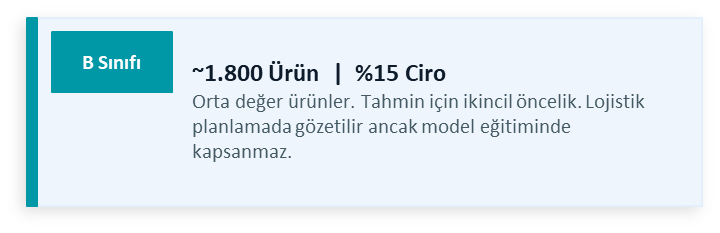 B Sınıfı
~1.800 Ürün | %15 Ciro
Orta değer ürünler. Tahmin için ikincil öncelik. Lojistik
planlamada gözetilir ancak model eğitiminde
kapsanmaz.